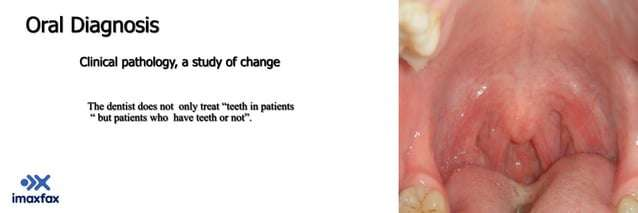 Oral Diagnosis
Clinical pathology, a study of change
The dentist does not only treat “teeth in patients
“ but patients who have teeth or not”.
imaxfax